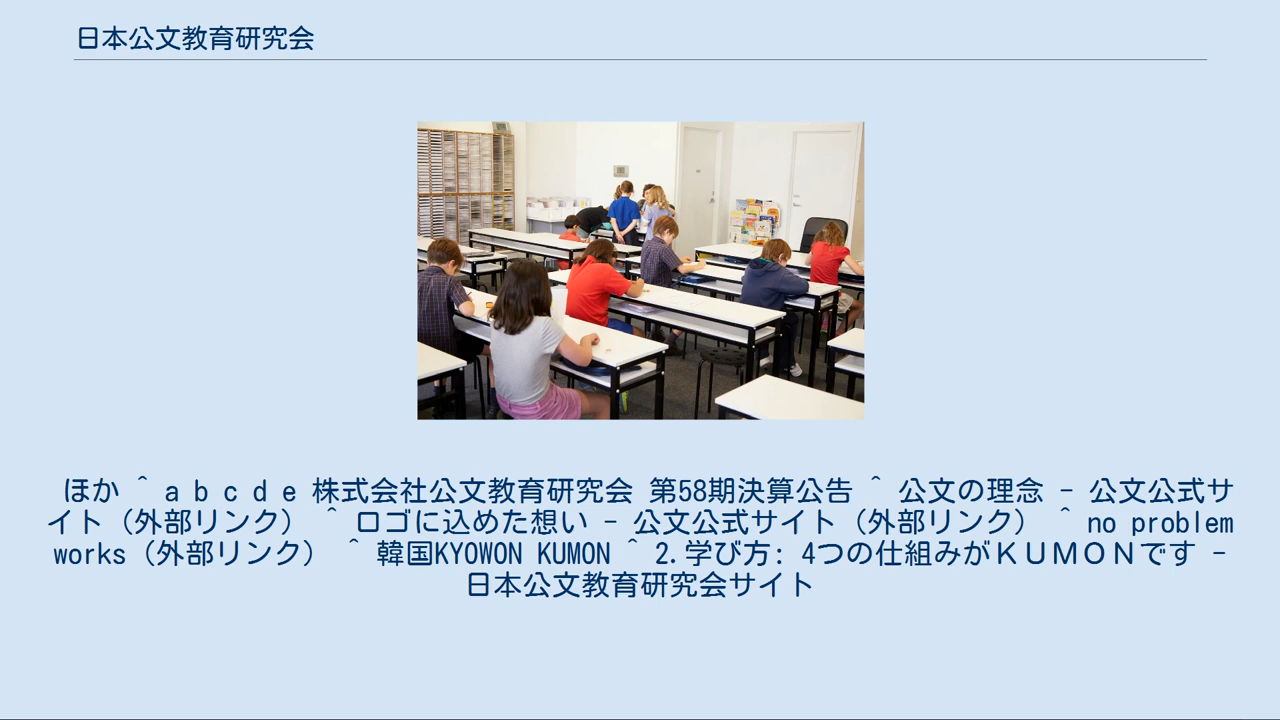 日本公文教育研究会
ほか ^ a b c d e 株式会社公文教育研究会 第58期決算公告 ^ 公文の理念 - 公文公式サ
イト（外部リンク） ^ ロゴに込めた想い - 公文公式サイト（外部リンク） ^ no problem
works（外部リンク） ^ 韓国KYOWON KUMON ^ 2.学び方: 4つの仕組みがＫＵＭＯＮです -
日本公文教育研究会サイト